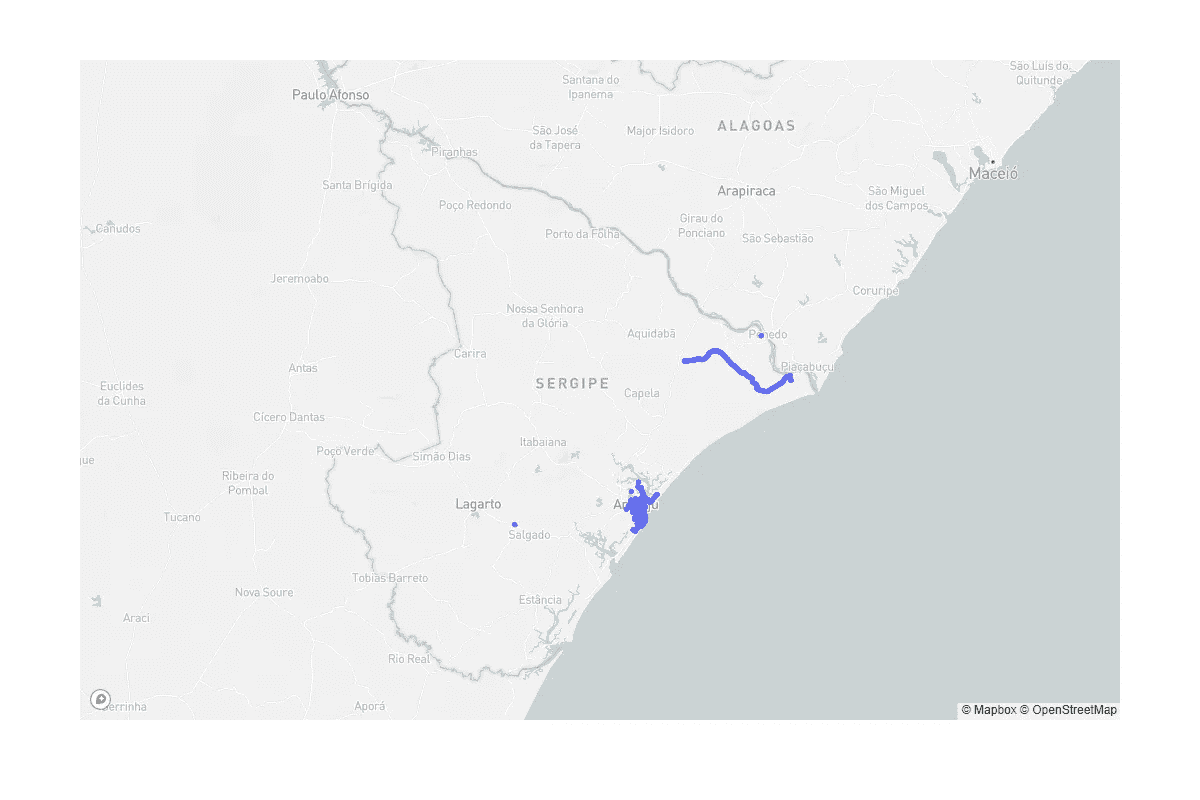 São Luís do
Quitunde
Santana do
Ipanema
Paulo Afonso
ALAGOAS
São José
da Tapera
Major Isidoro
Piranhas
Maceió
Santa Brígida
Arapiraca
São Miguel
dos Campos
Poço Redondo
Girau do
Ponciano
Canudos
Porto da Folha
São Sebastião
Jeremoabo
Coruripe
Nossa Senhora
da Glória
Aquidabã
Penedo
Carira
Antas
Piaçabuçu
Euclides
da Cunha
SERGIPE
Capela
Cícero Dantas
Itabaiana
Poço Verde
Simão Dias
que
Ribeira do
Pombal
Lagarto
Tucano
Salgado
Tobias Barreto
Nova Soure
Estância
Araci
Rio Real
Aporá
Serrinha
© Mapbox © OpenStreetMap